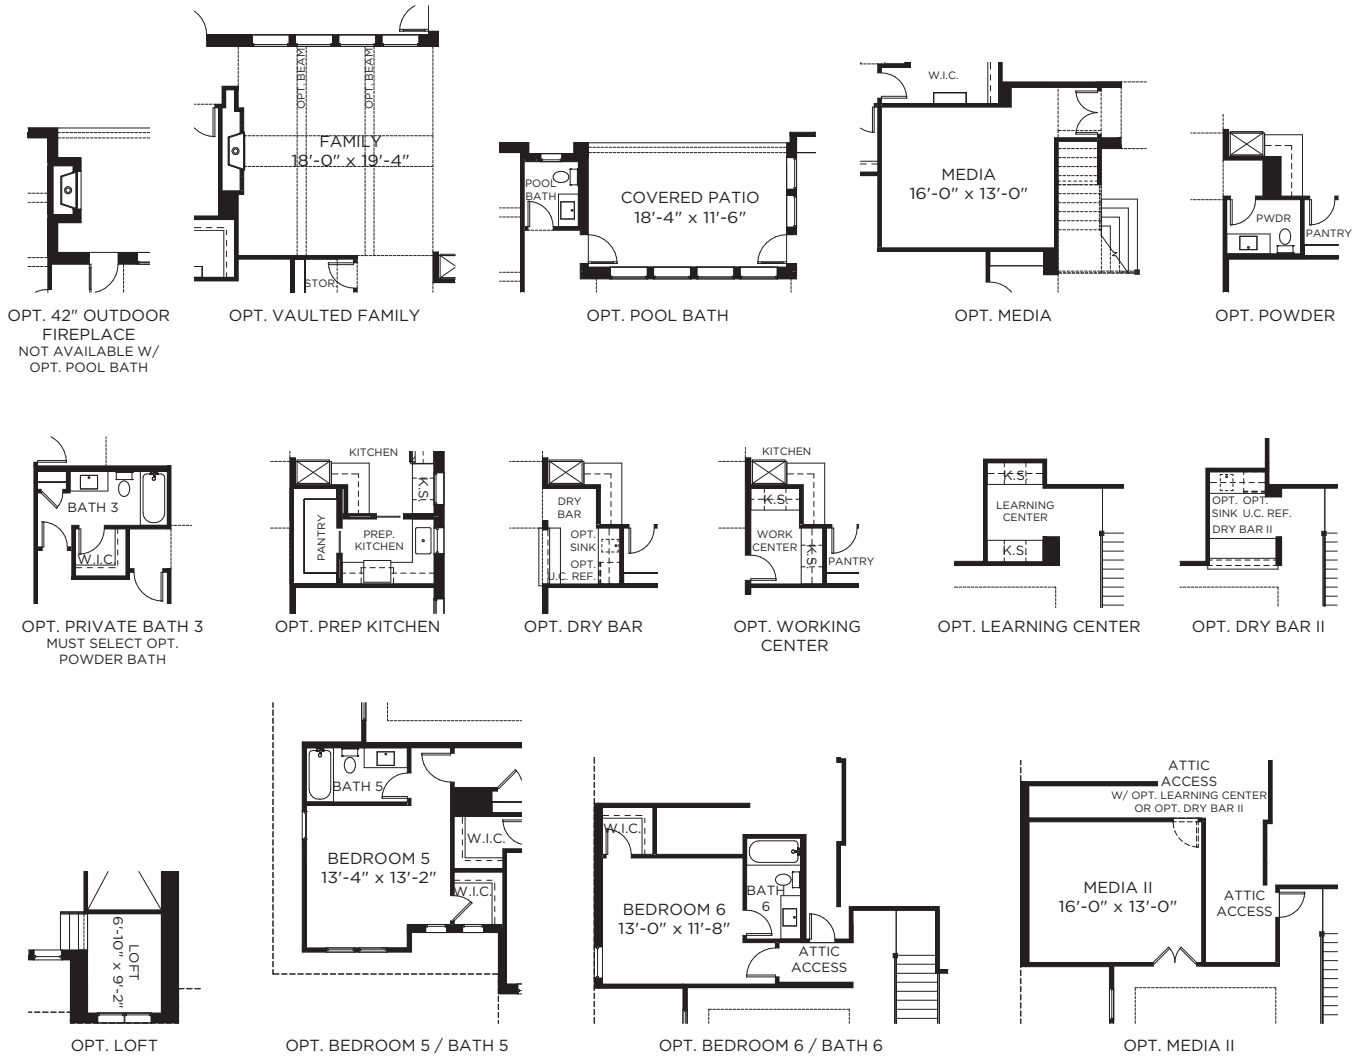 OPT. BEAM
OPT. BEAM
FAMILY
18'-0" x 19'-4"
STOR.
POOL
BATH
COVERED PATIO
18'-4" x 11'-6"
W.I.C.
MEDIA
16'-0" x 13'-0"
PWDR
PANTRY
OPT. 42" OUTDOOR
FIREPLACE
NOT AVAILABLE W/
OPT. POOL BATH
OPT. VAULTED FAMILY
OPT. POOL BATH
OPT. MEDIA
OPT. POWDER
BATH 3
W.I.C.
OPT. PRIVATE BATH 3
MUST SELECT OPT.
POWDER BATH
KITCHEN
K.S.
PANTRY
PREP.
KITCHEN
OPT. PREP KITCHEN
DRY
BAR
OPT.
SINK
OPT.
U.C. REF.
OPT. DRY BAR
KITCHEN
K.S.
WORK
CENTER
K.S.
PANTRY
OPT. WORKING
CENTER
K.S.
LEARNING
CENTER
K.S.
OPT. LEARNING CENTER
OPT. OPT.
SINK U.C. REF.
DRY BAR II
OPT. DRY BAR II
LOFT
6'-10" x 9'-2"
OPT. LOFT
BATH 5
W.I.C.
BEDROOM 5
13'-4" x 13'-2"
W.I.C.
OPT. BEDROOM 5 / BATH 5
W.I.C.
BATH
6
BEDROOM 6
13'-0" x 11'-8"
ATTIC
ACCESS
OPT. BEDROOM 6 / BATH 6
ATTIC
ACCESS
W/ OPT. LEARNING CENTER
OR OPT. DRY BAR II
MEDIA II
16'-0" x 13'-0"
ATTIC
ACCESS
OPT. MEDIA II